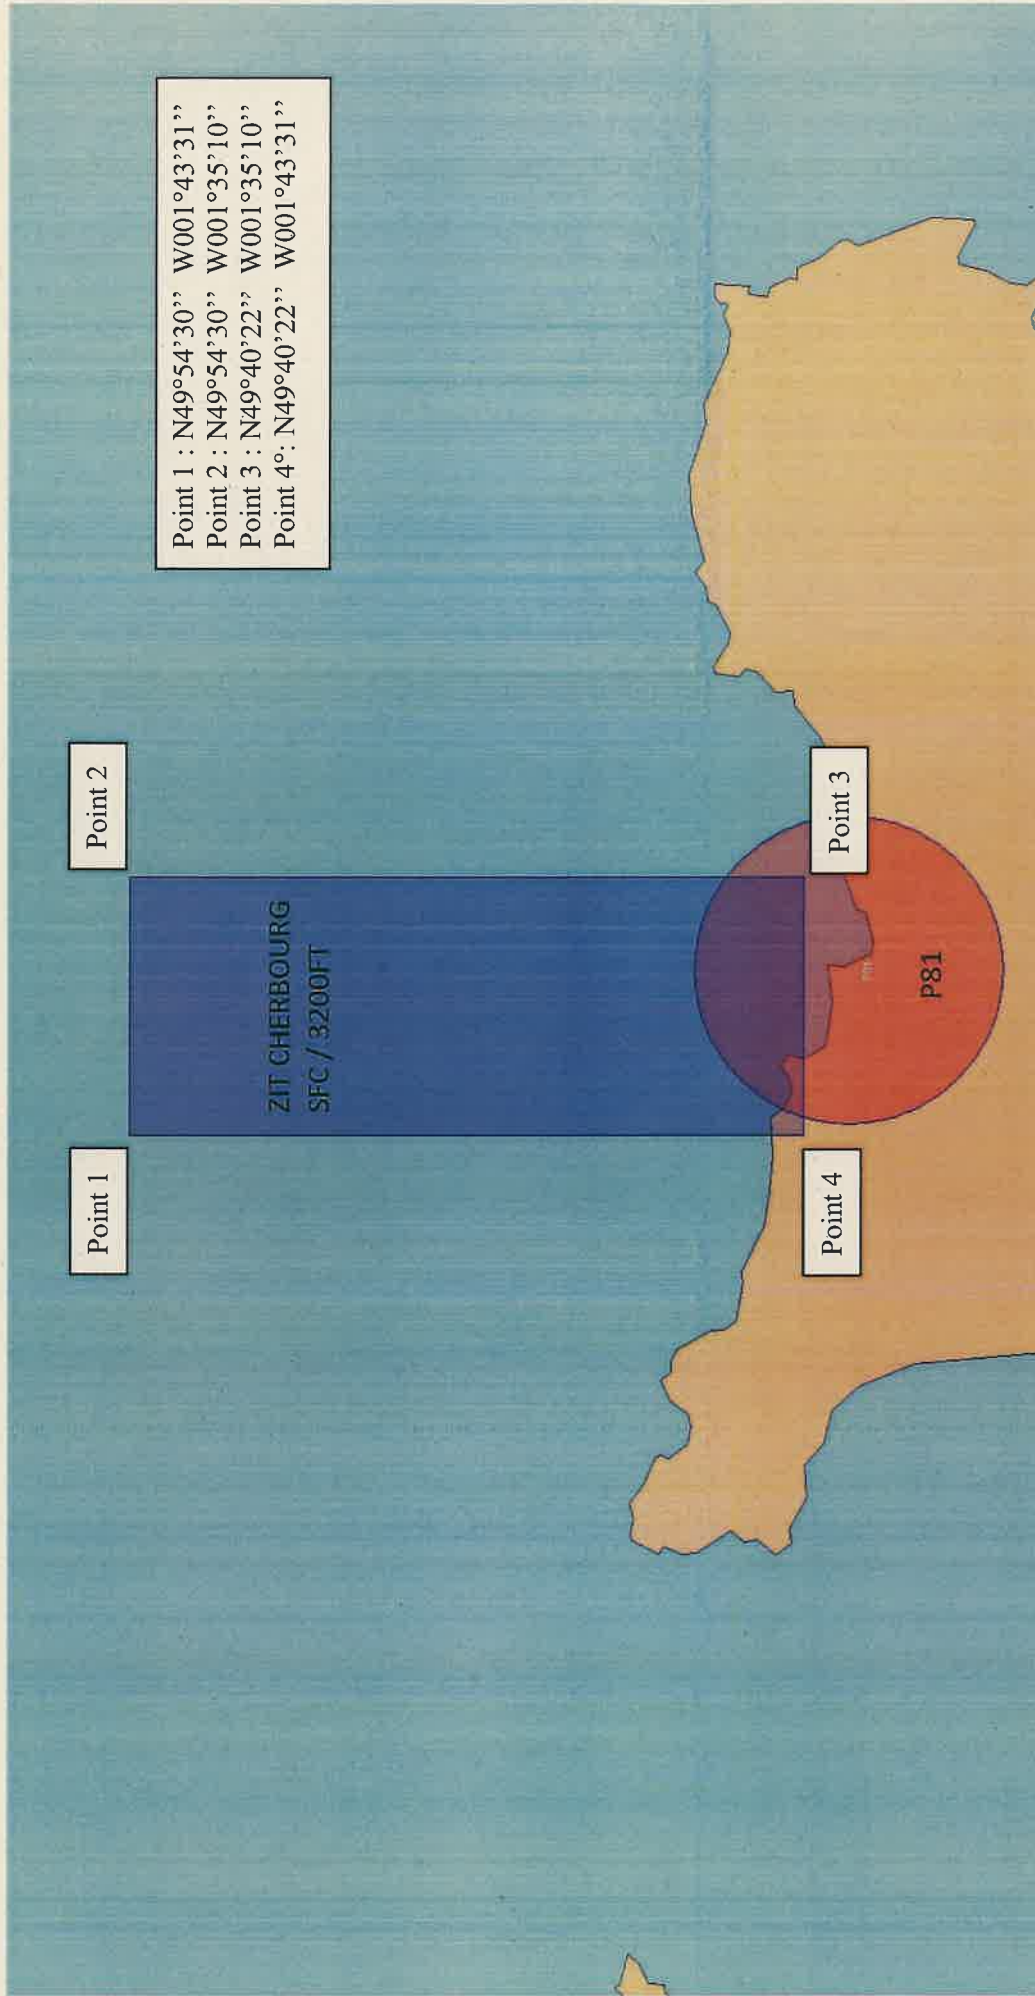 Point 1 : N49°54'30'' W001°43'31''
Point 2 : N49°54'30'' W001°35'10''
Point 3 : N49°40'22'' W001°35'10''
Point 4°: N49°40'22'' W001°43'31''
Point 1
Point 2
ZIT CHERBOURG
SFC / 3200FT
Point 4
Point 3
P81